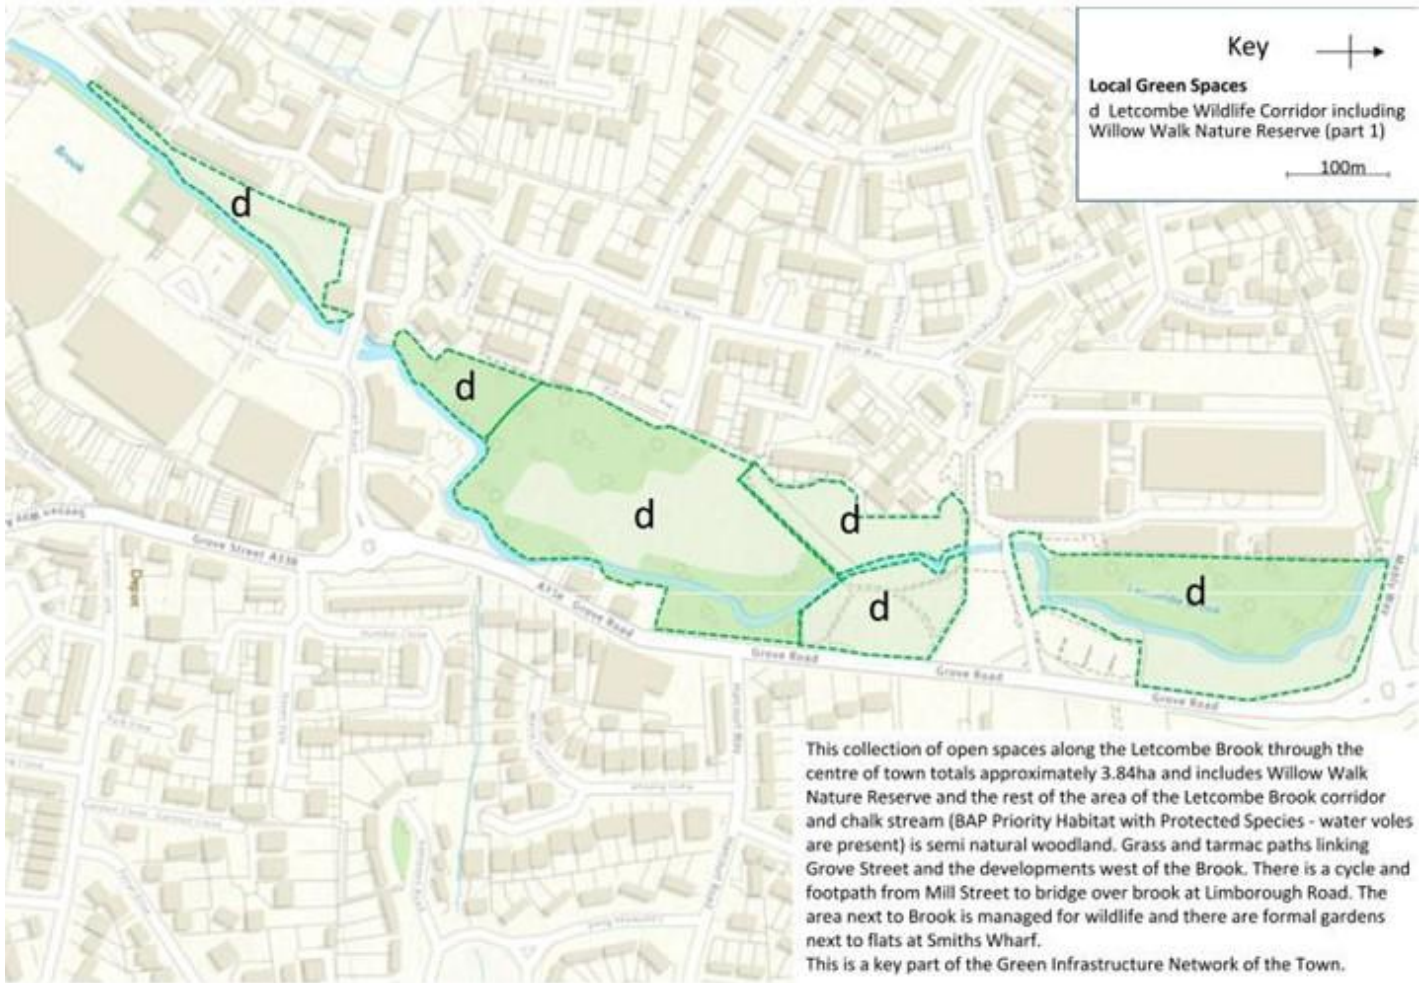 Key
Local Green Spaces
d Letcombe Wildlife Corridor including
Willow Walk Nature Reserve (part 1)
100m
Brook
d
d
d
d
d
d
Letcombe Brook
Grove Street A338
A338 - Grove Road
Grove Road
Grove Road
Grove Road
Mably Way
Depot
This collection of open spaces along the Letcombe Brook through the
centre of town totals approximately 3.84ha and includes Willow Walk
Nature Reserve and the rest of the area of the Letcombe Brook corridor
and chalk stream (BAP Priority Habitat with Protected Species - water voles
are present) is semi natural woodland. Grass and tarmac paths linking
Grove Street and the developments west of the Brook. There is a cycle and
footpath from Mill Street to bridge over brook at Limborough Road. The
area next to Brook is managed for wildlife and there are formal gardens
next to flats at Smiths Wharf.
This is a key part of the Green Infrastructure Network of the Town.